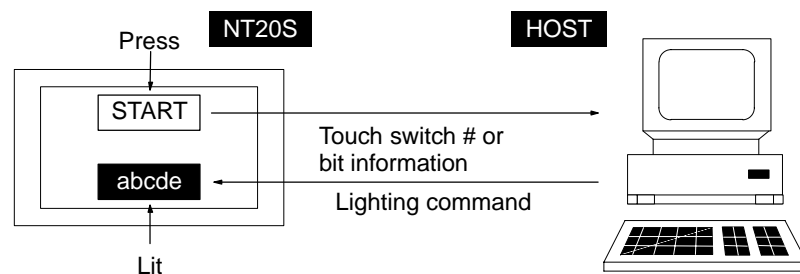 NT20S
HOST
Press
START
Touch switch # or
bit information
abcde
Lighting command
Lit